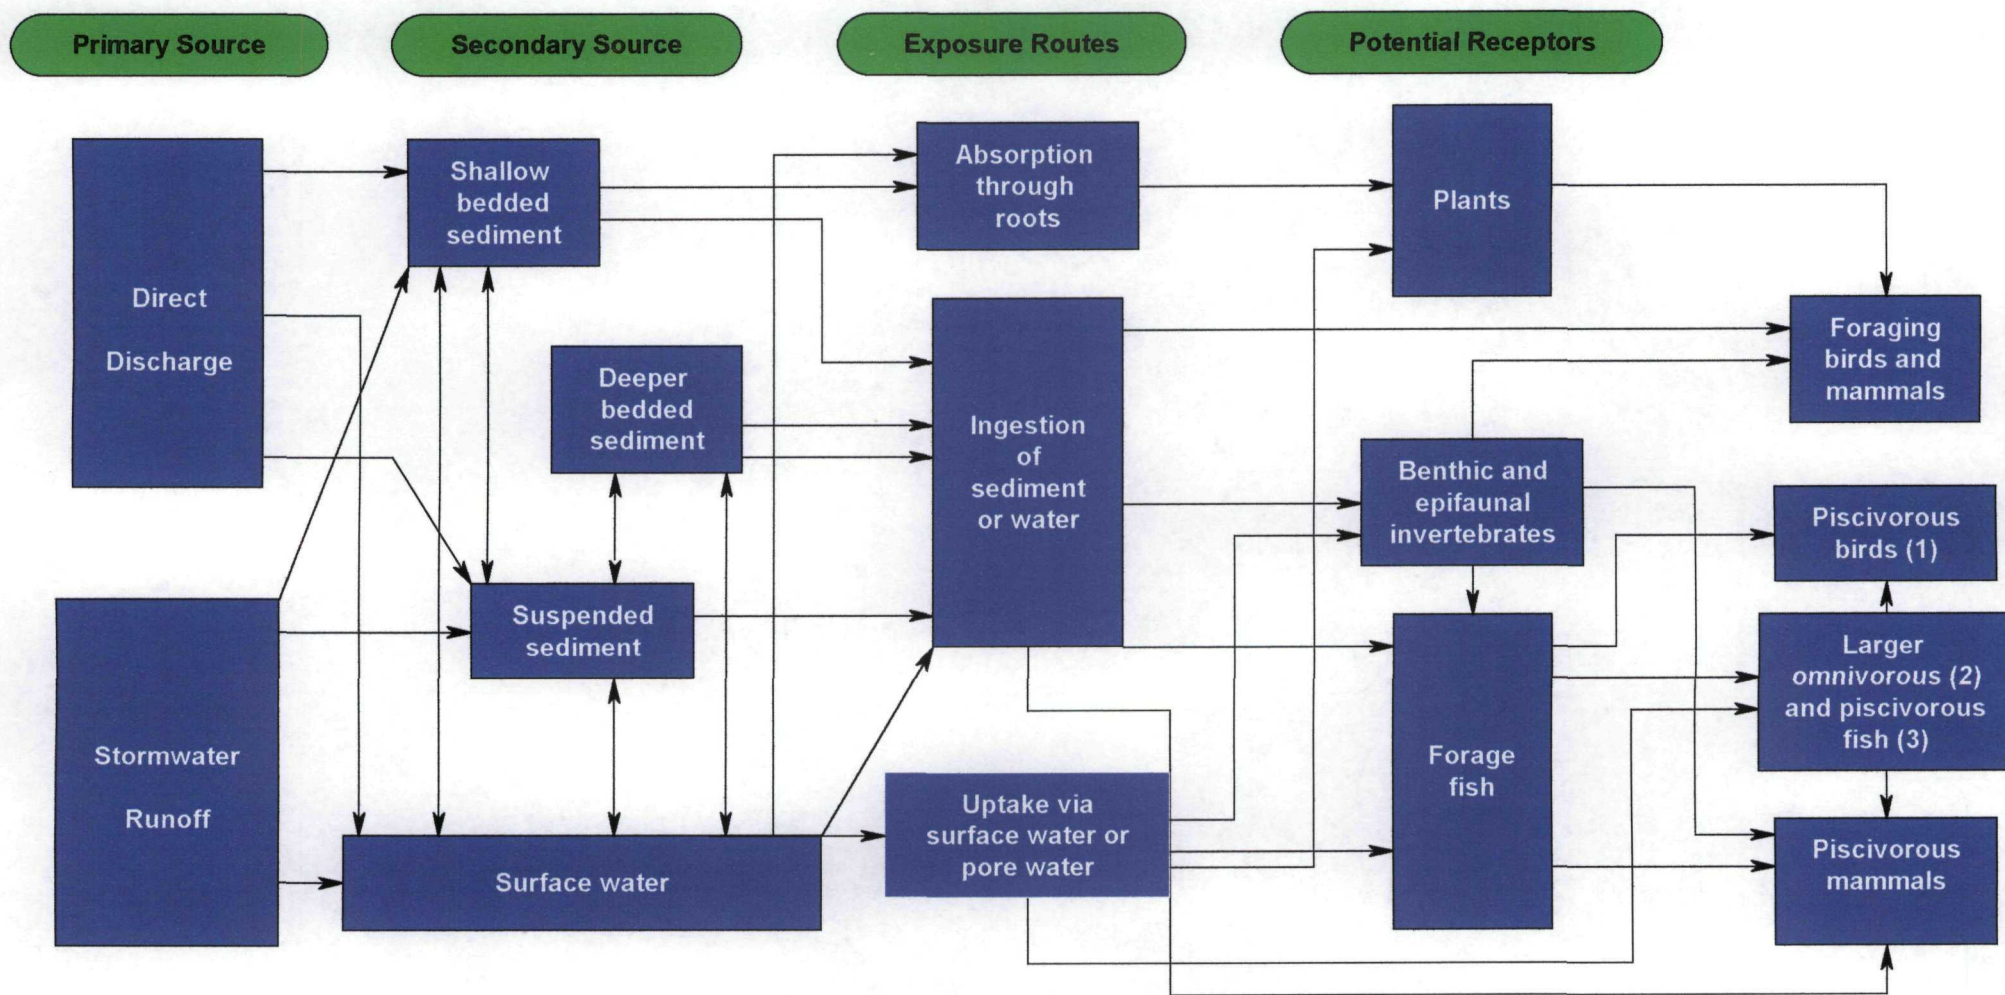 Primary Source
Secondary Source
Exposure Routes
Potential Receptors
Direct
Discharge
Stormwater
Runoff
Shallow
bedded
sediment
Deeper
bedded
sediment
Suspended
sediment
Surface water
Absorption
through
roots
Ingestion
of
sediment
or water
Uptake via
surface water or
pore water
Plants
Benthic and
epifaunal
invertebrates
Forage
fish
Foraging
birds and
mammals
Piscivorous
birds (1)
Larger
omnivorous (2)
and piscivorous
fish (3)
Piscivorous
mammals